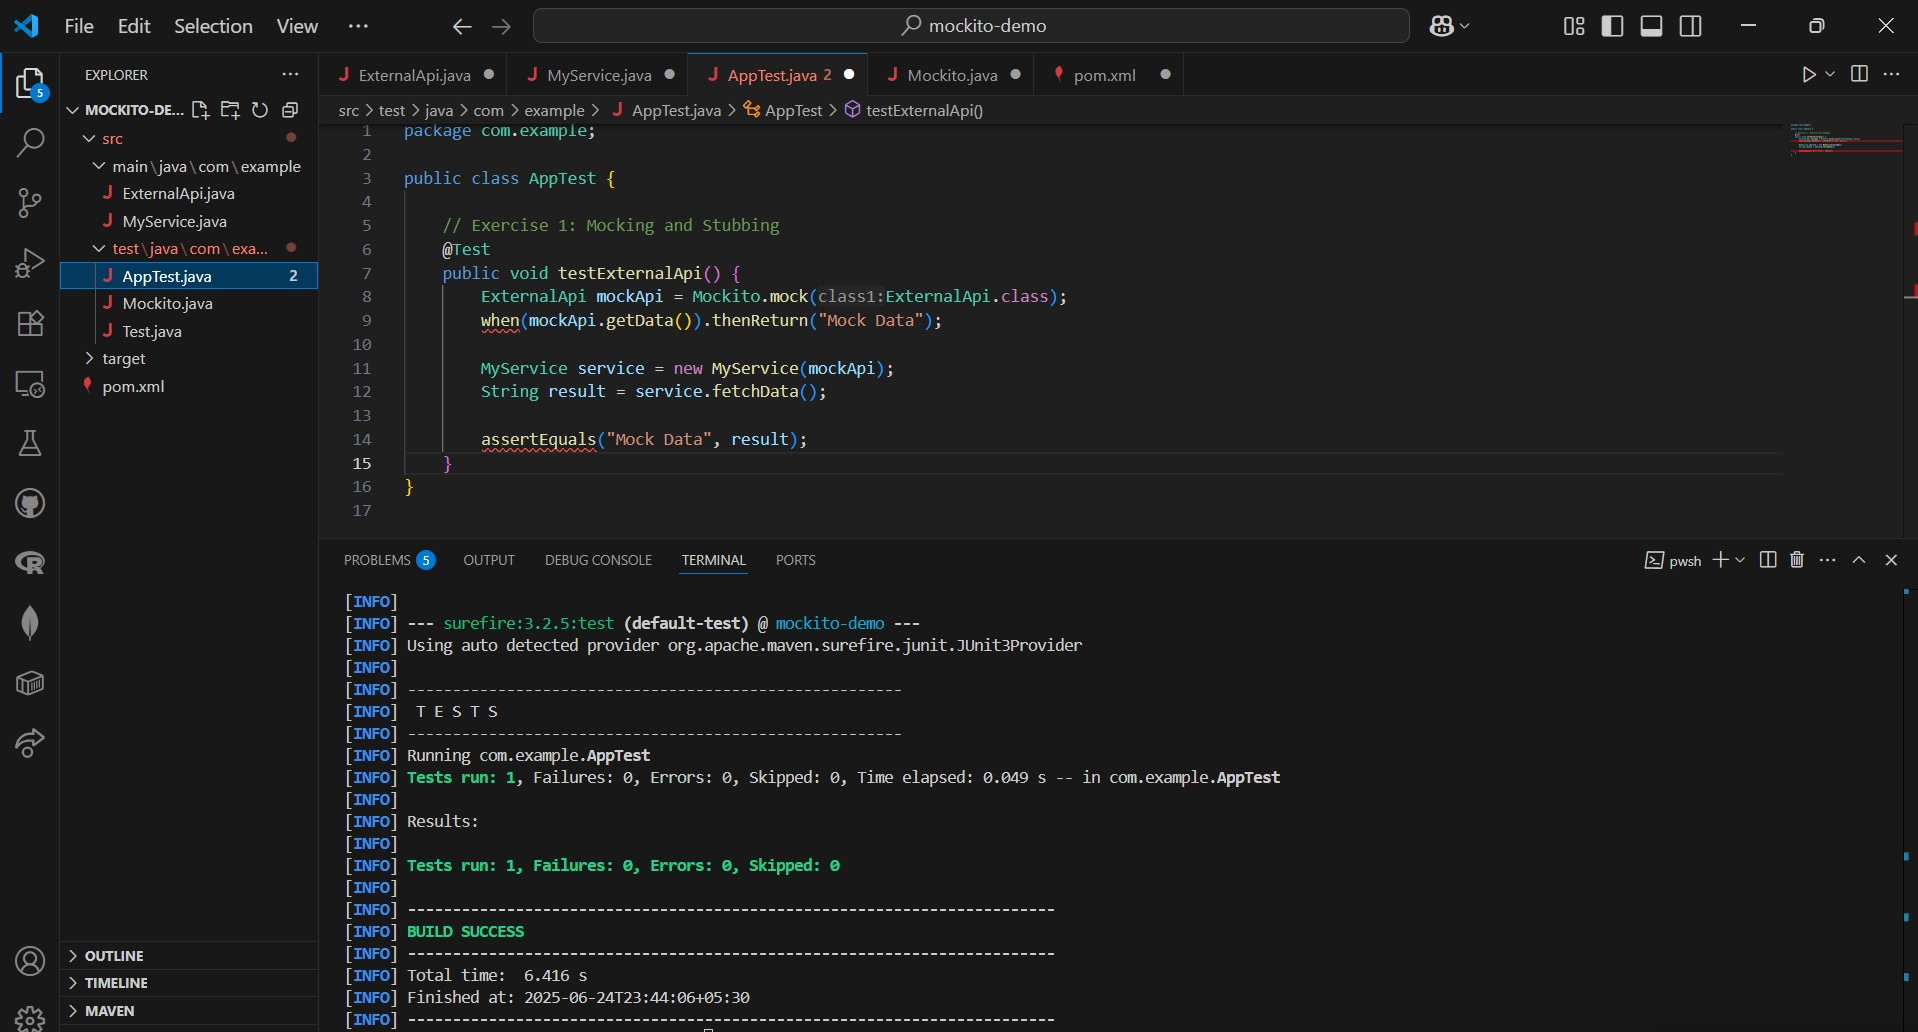 File Edit Selection View ··· mockito-demo
EXPLORER ···
5
MOCKITO-DE...
src
main\java\com\example
J ExternalApi.java
J MyService.java
test\java\com\exa...
J AppTest.java 2
J Mockito.java
J Test.java
target
pom.xml
OUTLINE
TIMELINE
MAVEN
J ExternalApi.java J MyService.java J AppTest.java 2 J Mockito.java pom.xml
src > test > java > com > example > J AppTest.java > AppTest > testExternalApi()
1 package com.example;
2
3 public class AppTest {
4
5 // Exercise 1: Mocking and Stubbing
6 @Test
7 public void testExternalApi() {
8 ExternalApi mockApi = Mockito.mock(class1:ExternalApi.class);
9 when(mockApi.getData()).thenReturn("Mock Data");
10
11 MyService service = new MyService(mockApi);
12 String result = service.fetchData();
13
14 assertEquals("Mock Data", result);
15 }
16 }
17
PROBLEMS 5 OUTPUT DEBUG CONSOLE TERMINAL PORTS pwsh
[INFO]
[INFO] --- surefire:3.2.5:test (default-test) @ mockito-demo ---
[INFO] Using auto detected provider org.apache.maven.surefire.junit.JUnit3Provider
[INFO]
[INFO] -------------------------------------------------------
[INFO]  T E S T S
[INFO] -------------------------------------------------------
[INFO] Running com.example.AppTest
[INFO] Tests run: 1, Failures: 0, Errors: 0, Skipped: 0, Time elapsed: 0.049 s -- in com.example.AppTest
[INFO]
[INFO] Results:
[INFO]
[INFO] Tests run: 1, Failures: 0, Errors: 0, Skipped: 0
[INFO]
[INFO] ------------------------------------------------------------------------
[INFO] BUILD SUCCESS
[INFO] ------------------------------------------------------------------------
[INFO] Total time:  6.416 s
[INFO] Finished at: 2025-06-24T23:44:06+05:30
[INFO] ------------------------------------------------------------------------